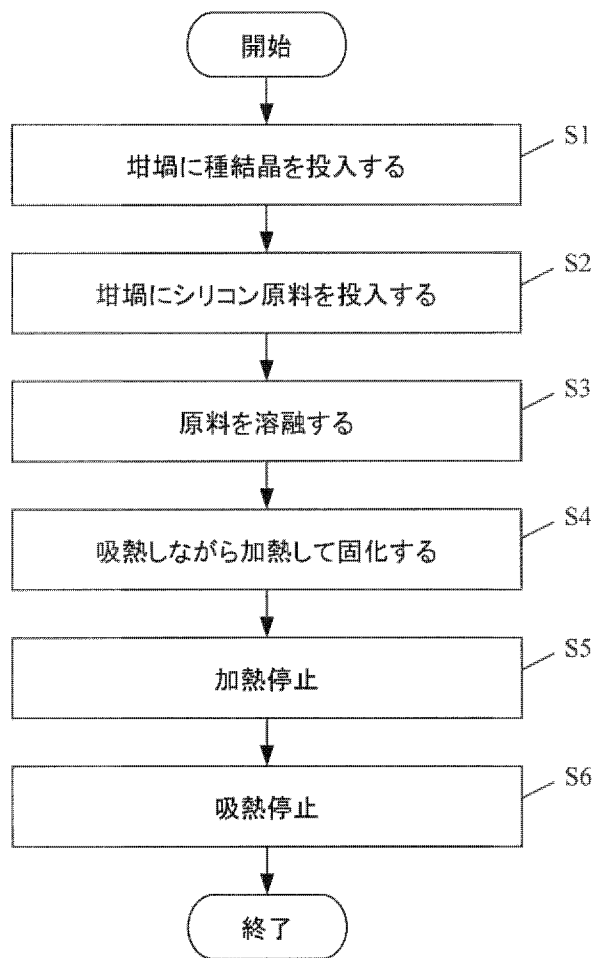 開始
S1
坩堝に種結晶を投入する
S2
坩堝にシリコン原料を投入する
S3
原料を溶融する
S4
吸熱しながら加熱して固化する
S5
加熱停止
S6
吸熱停止
終了